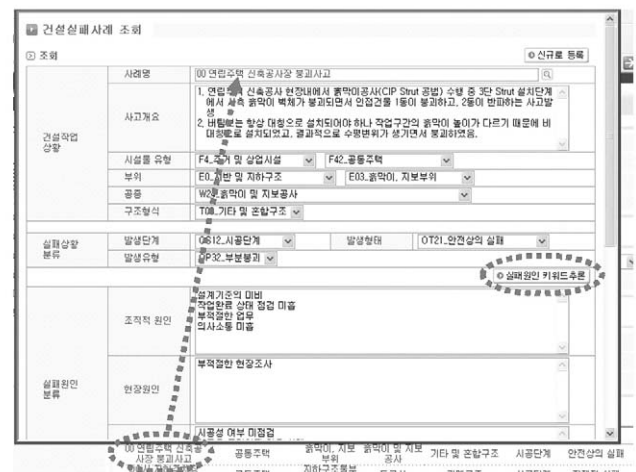 건설실패사례 조회
조회
신규로 등록
건설작업 상황
사례명
00 연립주택 신축공사장 붕괴사고
사고개요
1. 연립주택 신축공사 현장내에서 흙막이공사(CIP Strut 공법) 수행 중 3단 Strut 설치단계
에서 사측 흙막이 벽체가 붕괴되면서 인접건물 1동이 붕괴하고, 2동이 반파하는 사고발
생
2. 버팀보는 항상 대칭으로 설치되어야 하나 작업구간의 흙막이 높이가 다르기 때문에 비
대칭으로 설치되었고, 결과적으로 수평변위가 생기면서 붕괴하였음.
시설물 유형
F4_주거 및 상업시설
F42_공동주택
부위
E0_지반 및 지하구조
E03_흙막이, 지보부위
공종
흙막이 및 지보공사
구조형식
기타 및 혼합구조
실패상황 분류
발생단계
OS12_시공단계
발생형태
OT21_안전상의 실패
발생유형
OP32_부분붕괴
실패원인 키워드추론
실패원인 분류
조직적 원인
설계기준의 미비
작업완료 상태 점검 미흡
부적절한 업무
의사소통 미흡
현장원인
부적절한 현장조사
시공성 여부 미점검
00 연립주택 신축공
사장 붕괴사고
공동주택
흙막이, 지보
부위
흙막이 및 지보
공사
기타 및 혼합구조
시공단계
안전상의 실패